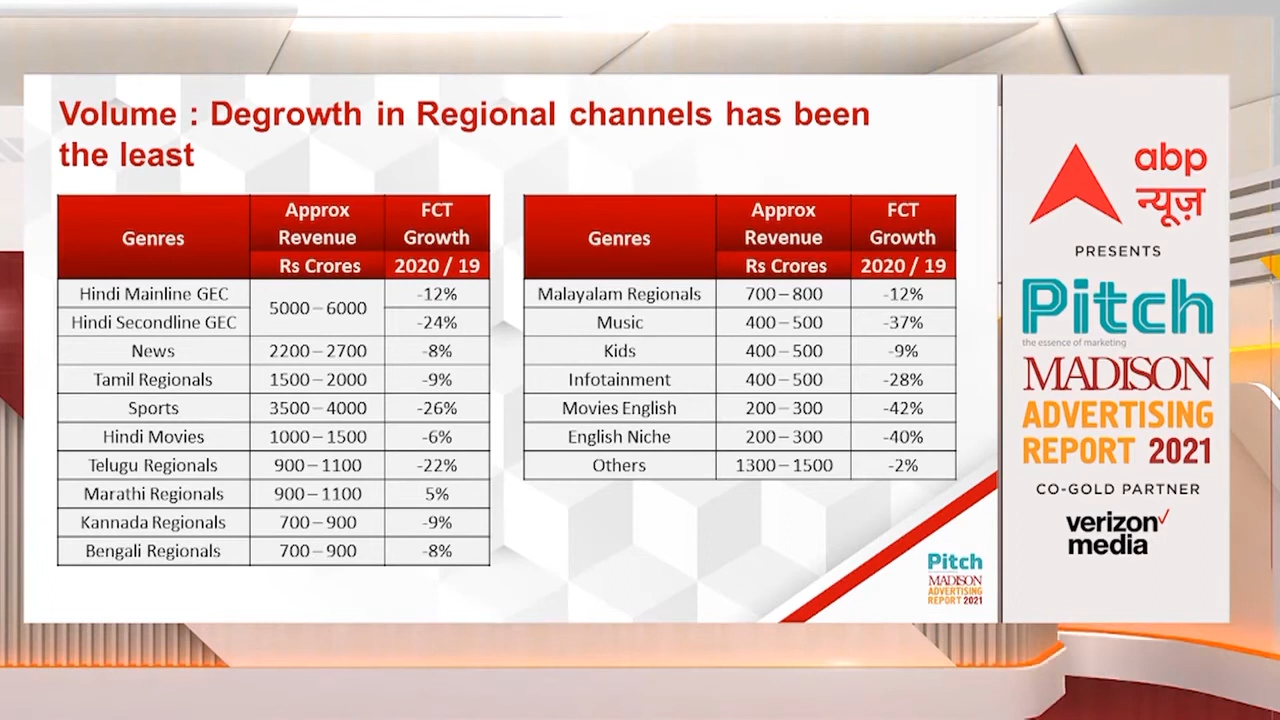 Volume : Degrowth in Regional channels has been
the least
Genres Approx Revenue FCT Growth
Rs Crores 2020 / 19
Hindi Mainline GEC 5000 – 6000 -12%
Hindi Secondline GEC -24%
News 2200 – 2700 -8%
Tamil Regionals 1500 – 2000 -9%
Sports 3500 – 4000 -26%
Hindi Movies 1000 – 1500 -6%
Telugu Regionals 900 – 1100 -22%
Marathi Regionals 900 – 1100 5%
Kannada Regionals 700 – 900 -9%
Bengali Regionals 700 – 900 -8%
Genres Approx Revenue FCT Growth
Rs Crores 2020 / 19
Malayalam Regionals 700 – 800 -12%
Music 400 – 500 -37%
Kids 400 – 500 -9%
Infotainment 400 – 500 -28%
Movies English 200 – 300 -42%
English Niche 200 – 300 -40%
Others 1300 – 1500 -2%
Pitch
MADISON
ADVERTISING
REPORT 2021
abp
न्यूज़
PRESENTS
Pitch
the essence of marketing
MADISON
ADVERTISING
REPORT 2021
CO-GOLD PARTNER
verizon
media